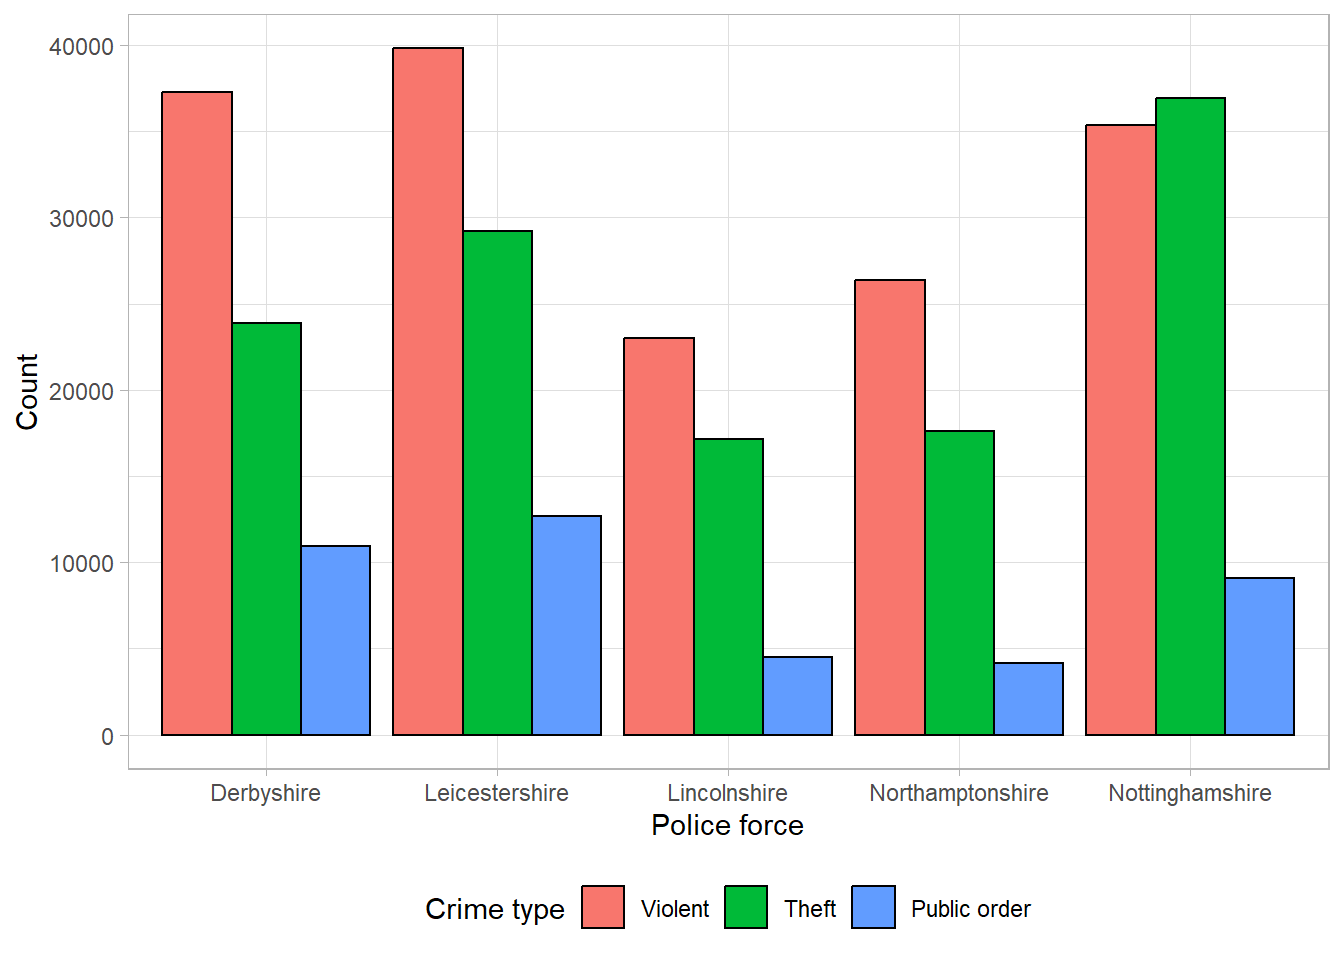 40000
30000
20000
10000
0
Count
Derbyshire Leicestershire Lincolnshire Northamptonshire Nottinghamshire
Police force
Crime type Violent Theft Public order